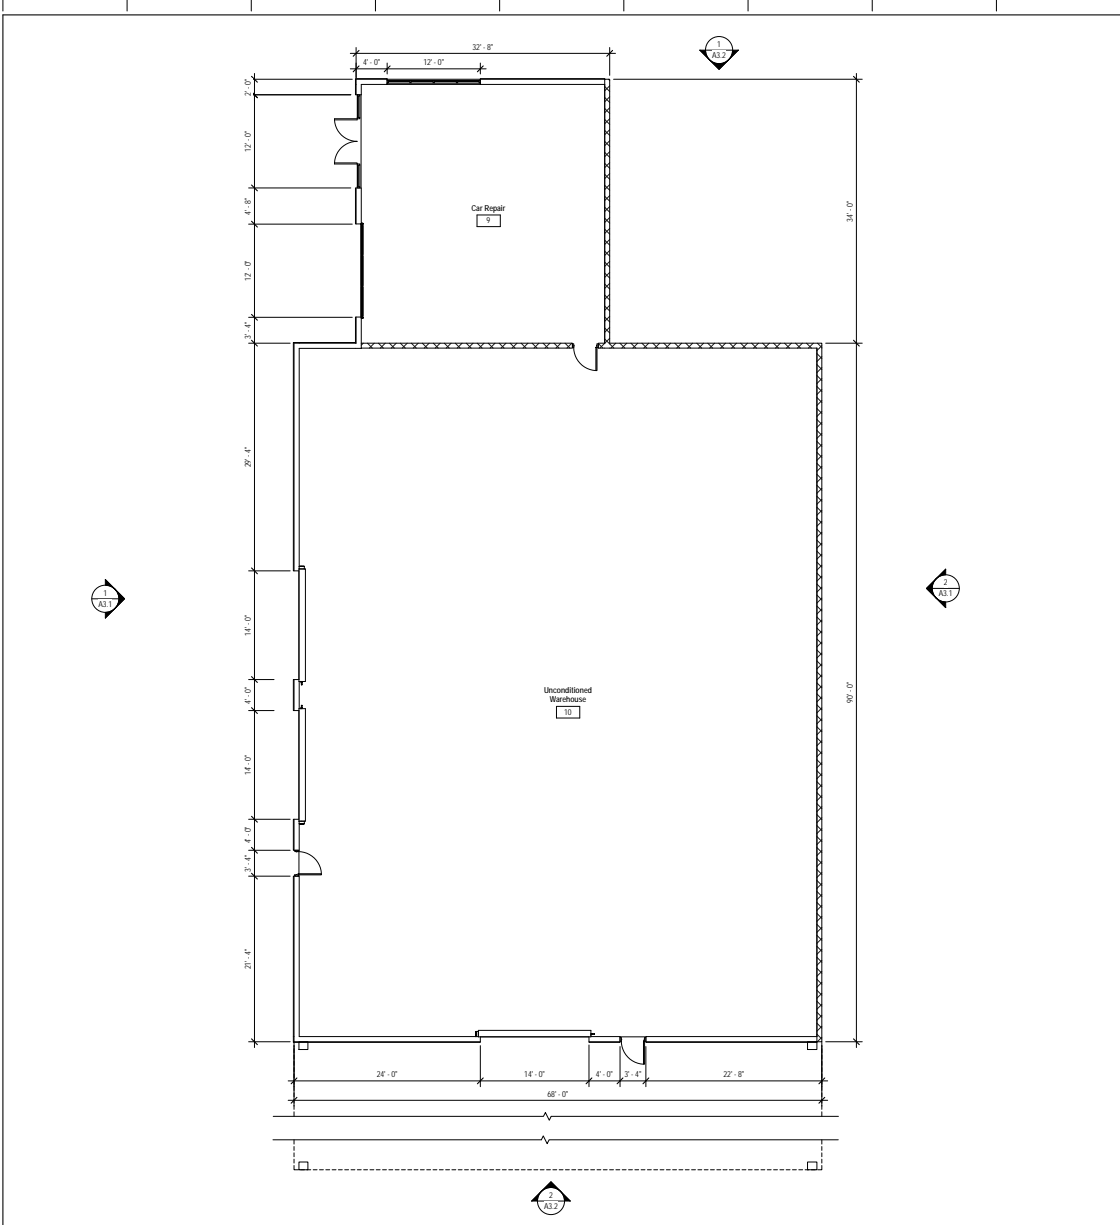 32' - 8"
4' - 0"
12' - 0"
1
A3.2
2' - 0"
12' - 0"
4' - 8"
12' - 0"
3' - 4"
34' - 0"
Car Repair
9
29' - 4"
14' - 0"
4' - 0"
14' - 0"
4' - 0"
3' - 4"
21' - 4"
1
A3.1
2
A3.1
Unconditioned
Warehouse
10
90' - 0"
24' - 0"
14' - 0"
4' - 0"
3' - 4"
22' - 8"
68' - 0"
2
A3.2